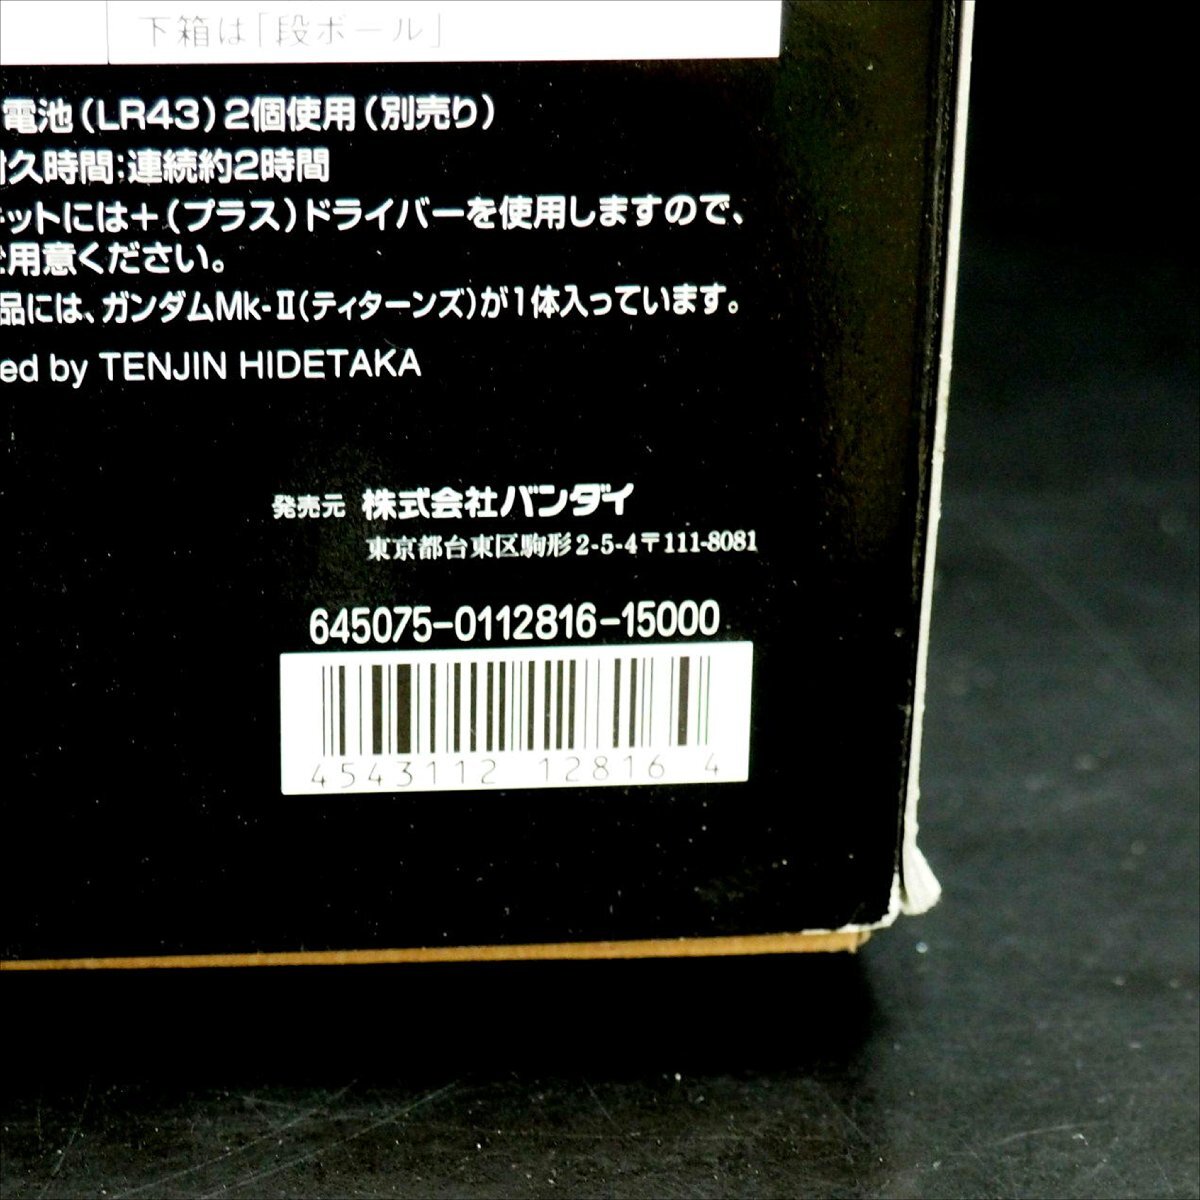 下箱は「段ボール」
電池(LR43)2個使用(別売り)
久時間:連続約2時間
ットには+(プラス)ドライバーを使用しますので、
用意ください。
品には、ガンダムMk-II(ティターンズ)が1体入っています。
ed by TENJIN HIDETAKA
発売元 株式会社バンダイ
東京都台東区駒形2-5-4〒111-8081
645075-0112816-15000
4543112 128164